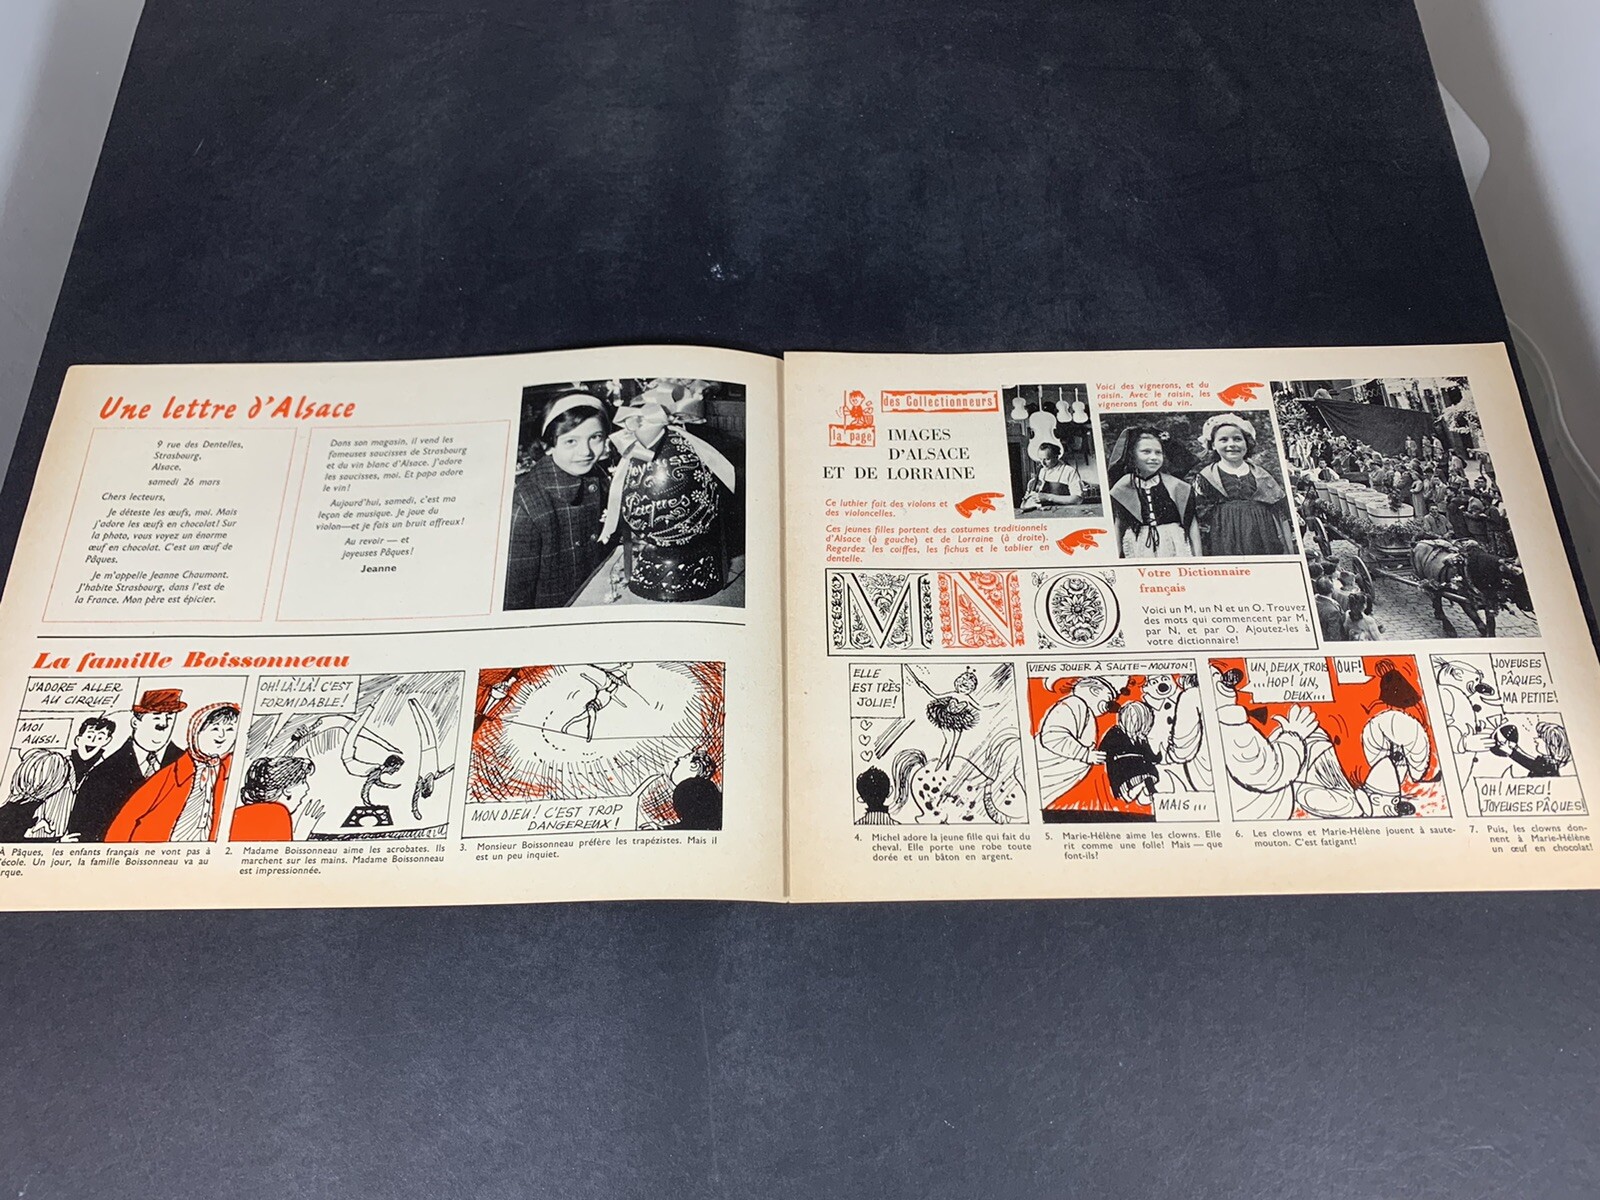 Une lettre d'Alsace
9 rue des Dentelles,
Strasbourg,
Alsace,
samedi 26 mars
Chers lecteurs,
Je déteste les œufs, moi. Mais
j'adore les œufs en chocolat! Sur
la photo, vous voyez un énorme
œuf en chocolat. C'est un œuf de
Pâques.
Je m'appelle Jeanne Chaumont.
J'habite Strasbourg, dans l'est de
la France. Mon père est épicier.
Dans son magasin, il vend les
fameuses saucisses de Strasbourg
et du vin blanc d'Alsace. J'adore
les saucisses, moi. Et papa adore
le vin!
Aujourd'hui, samedi, c'est ma
leçon de musique. Je joue du
violon—et je fais un bruit affreux!
Au revoir — et
joyeuses Pâques!
Jeanne
Joyeuses
Pâques
La famille Boissonneau
J'ADORE ALLER
AU CIRQUE!
MOI
AUSSI.
OH! LÀ! LÀ! C'EST
FORMIDABLE!
MON DIEU! C'EST TROP
DANGEREUX!
À Pâques, les enfants français ne vont pas à
l'école. Un jour, la famille Boissonneau va au
rque.
2. Madame Boissonneau aime les acrobates. Ils
marchent sur les mains. Madame Boissonneau
est impressionnée.
3. Monsieur Boissonneau préfère les trapézistes. Mais il
est un peu inquiet.
la page
des Collectionneurs
IMAGES
D'ALSACE
ET DE LORRAINE
Ce luthier fait des violons et
des violoncelles.
Ces jeunes filles portent des costumes traditionnels
d'Alsace (à gauche) et de Lorraine (à droite).
Regardez les coiffes, les fichus et le tablier en
dentelle.
Voici des vignerons, et du
raisin. Avec le raisin, les
vignerons font du vin.
M N O
Votre Dictionnaire
français
Voici un M, un N et un O. Trouvez
des mots qui commencent par M,
par N, et par O. Ajoutez-les à
votre dictionnaire!
ELLE
EST TRÈS
JOLIE!
VIENS JOUER À SAUTE-MOUTON!
MAIS...
UN, DEUX, TROIS
...HOP! UN,
DEUX...
OUF!
JOYEUSES
PÂQUES,
MA PETITE!
OH! MERCI!
JOYEUSES PÂQUES!
4. Michel adore la jeune fille qui fait du
cheval. Elle porte une robe toute
dorée et un bâton en argent.
5. Marie-Hélène aime les clowns. Elle
rit comme une folle! Mais — que
font-ils?
6. Les clowns et Marie-Hélène jouent à saute-
mouton. C'est fatigant!
7. Puis, les clowns don-
nent à Marie-Hélène
un œuf en chocolat!